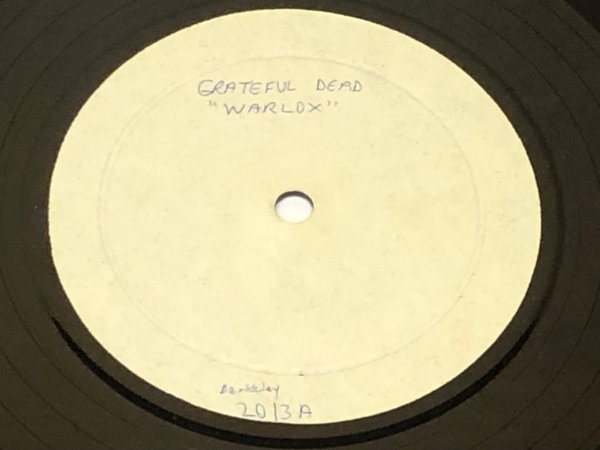 GRATEFUL DEAD
"WARLOX"
Berkeley
2013A